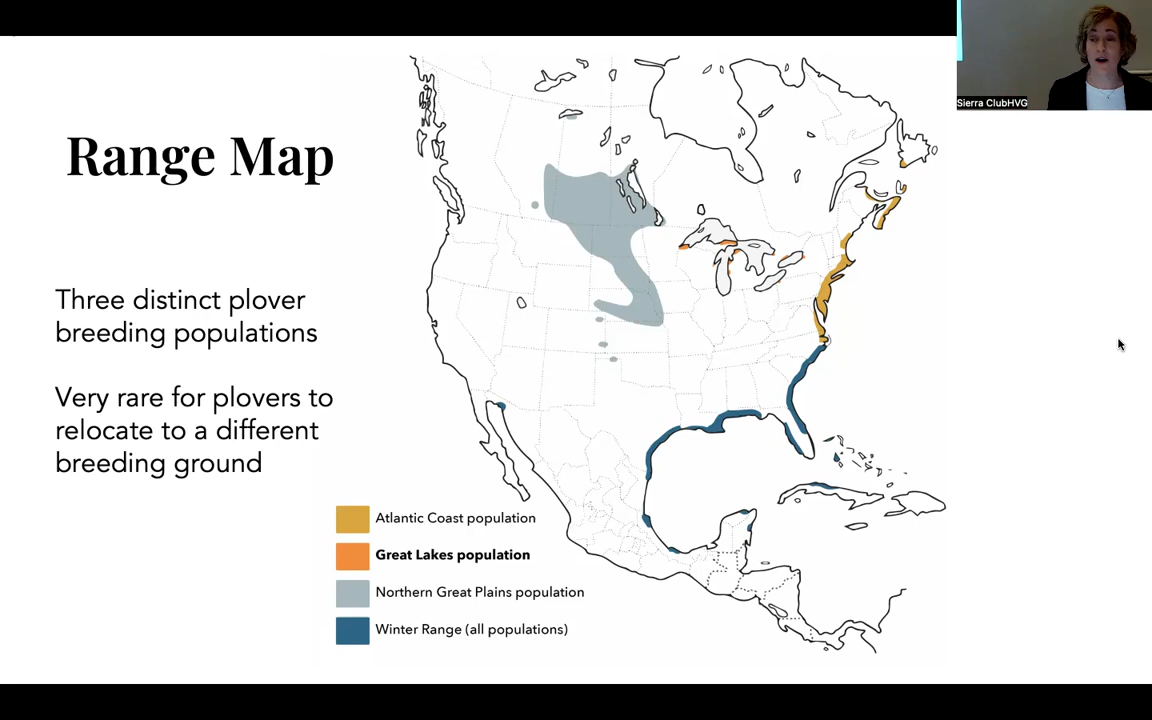 Sierra ClubHVG
Range Map
Three distinct plover
breeding populations
Very rare for plovers to
relocate to a different
breeding ground
Atlantic Coast population
Great Lakes population
Northern Great Plains population
Winter Range (all populations)